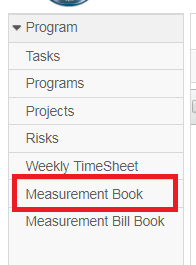 Program
Tasks
Programs
Projects
Risks
Weekly TimeSheet
Measurement Book
Measurement Bill Book